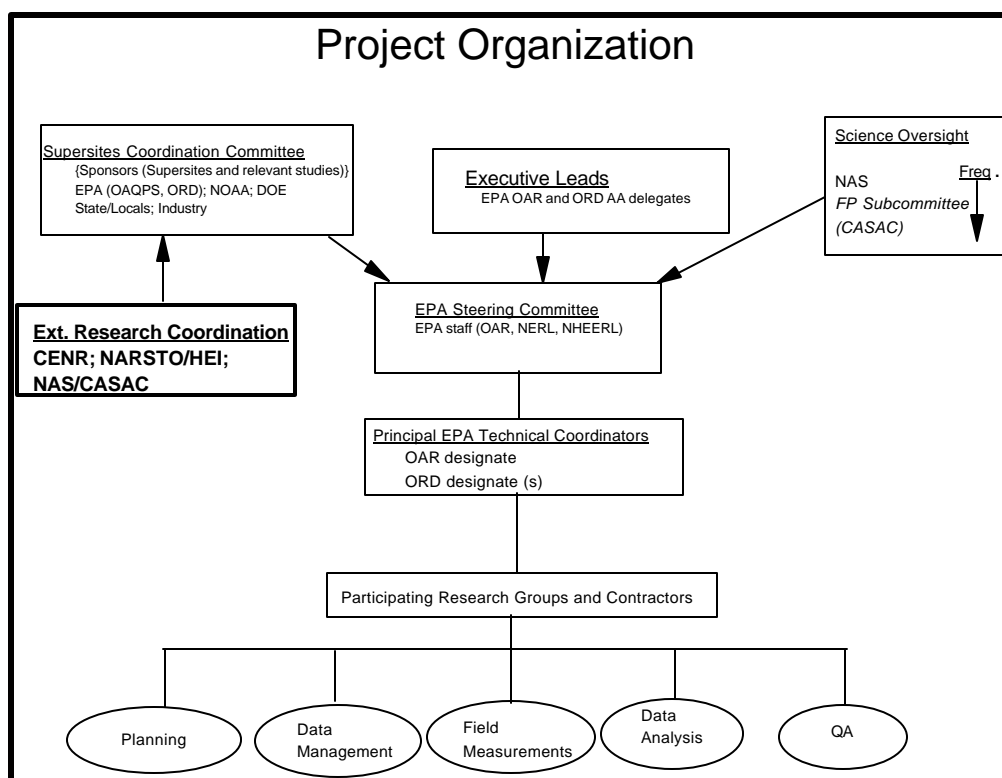 Project Organization
Supersites Coordination Committee
{Sponsors (Supersites and relevant studies)}
EPA (OAQPS, ORD); NOAA; DOE
State/Locals; Industry
Executive Leads
EPA OAR and ORD AA delegates
Science Oversight
Freq .
NAS
FP Subcommittee
(CASAC)
EPA Steering Committee
EPA staff (OAR, NERL, NHEERL)
Ext. Research Coordination
CENR; NARSTO/HEI;
NAS/CASAC
Principal EPA Technical Coordinators
OAR designate
ORD designate (s)
Participating Research Groups and Contractors
Planning
Data
Management
Field
Measurements
Data
Analysis
QA